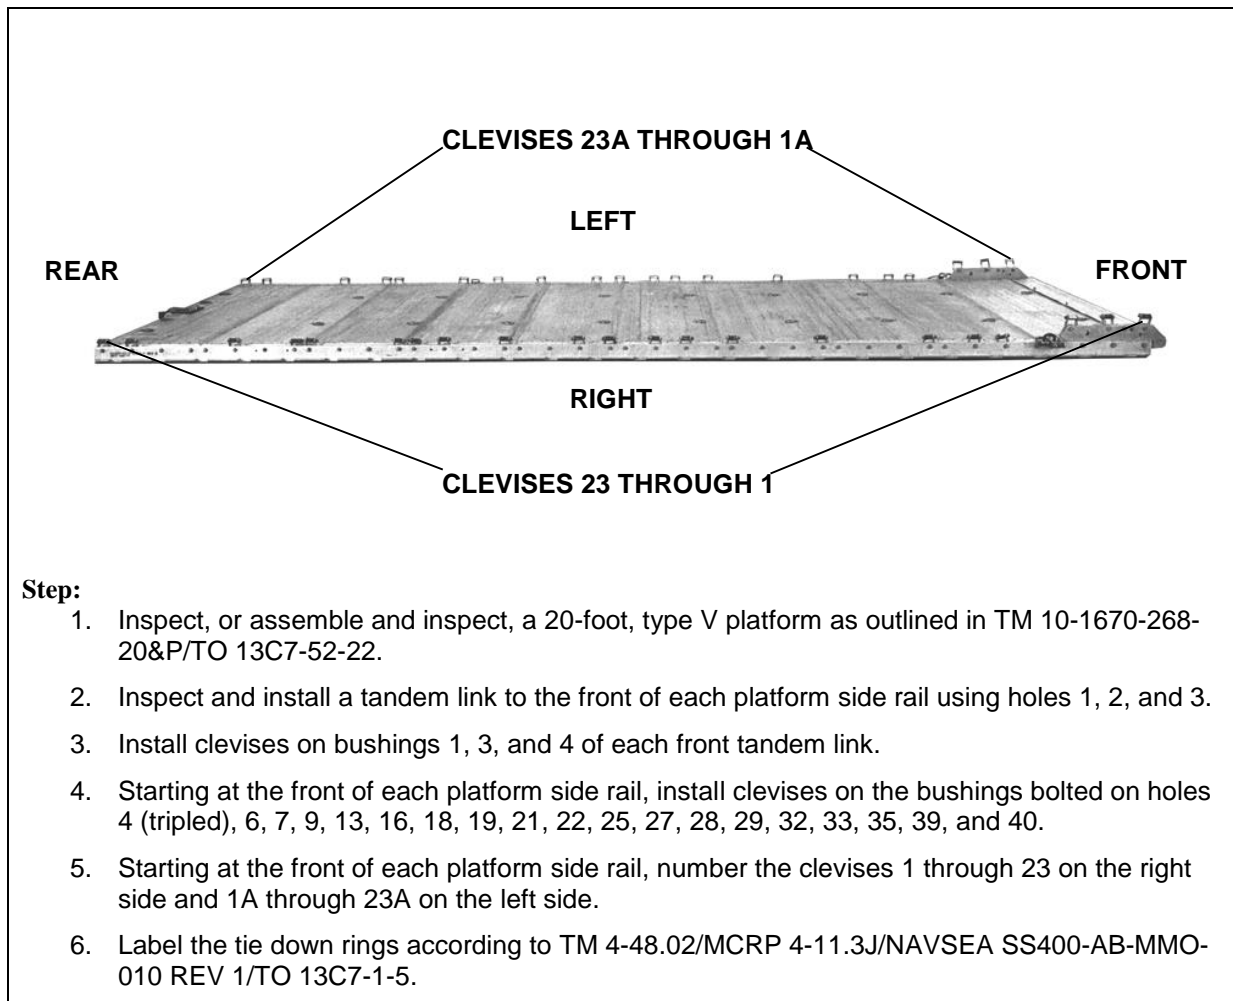 CLEVISES 23A THROUGH 1A
LEFT
REAR
FRONT
RIGHT
CLEVISES 23 THROUGH 1
Step:
1. Inspect, or assemble and inspect, a 20-foot, type V platform as outlined in TM 10-1670-268-
20&P/TO 13C7-52-22.
2. Inspect and install a tandem link to the front of each platform side rail using holes 1, 2, and 3.
3. Install clevises on bushings 1, 3, and 4 of each front tandem link.
4. Starting at the front of each platform side rail, install clevises on the bushings bolted on holes
4 (tripled), 6, 7, 9, 13, 16, 18, 19, 21, 22, 25, 27, 28, 29, 32, 33, 35, 39, and 40.
5. Starting at the front of each platform side rail, number the clevises 1 through 23 on the right
side and 1A through 23A on the left side.
6. Label the tie down rings according to TM 4-48.02/MCRP 4-11.3J/NAVSEA SS400-AB-MMO-
010 REV 1/TO 13C7-1-5.